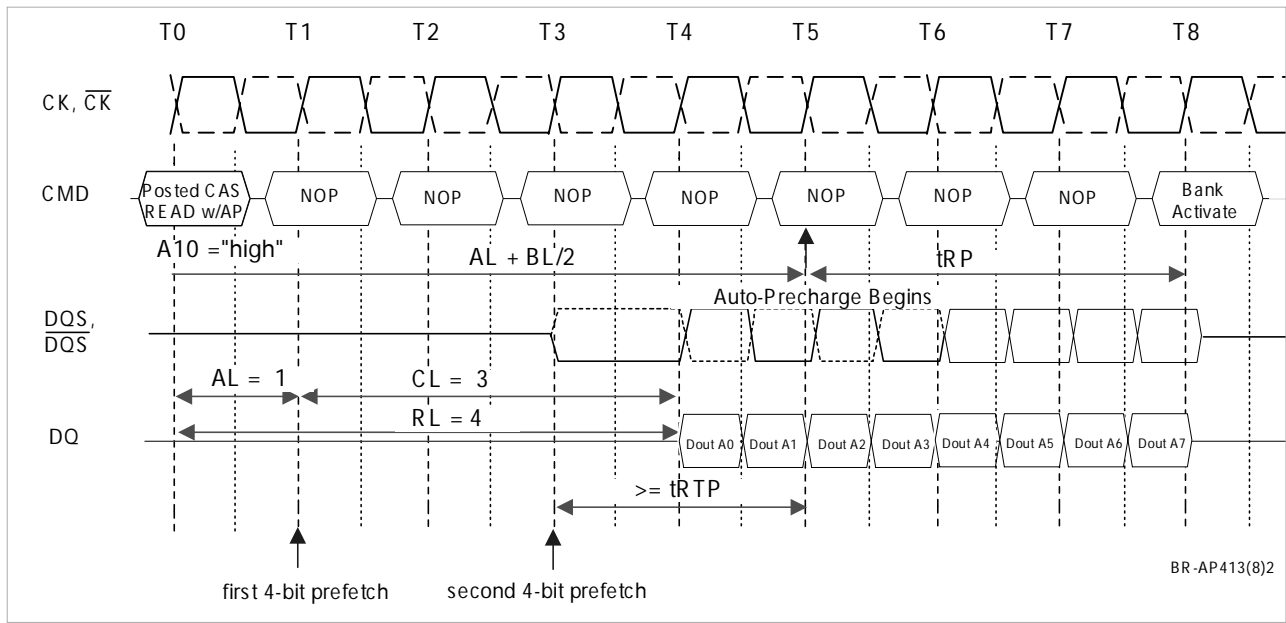 T0 T1 T2 T3 T4 T5 T6 T7 T8
CK, CK
CMD
Posted CAS
READ w/AP
NOP NOP NOP NOP NOP NOP NOP
Bank
Activate
A10 ="high"
AL + BL/2
tRP
Auto-Precharge Begins
DQS,
DQS
AL = 1
CL = 3
RL = 4
DQ
Dout A0 Dout A1 Dout A2 Dout A3 Dout A4 Dout A5 Dout A6 Dout A7
>= tRTP
first 4-bit prefetch
second 4-bit prefetch
BR-AP413(8)2